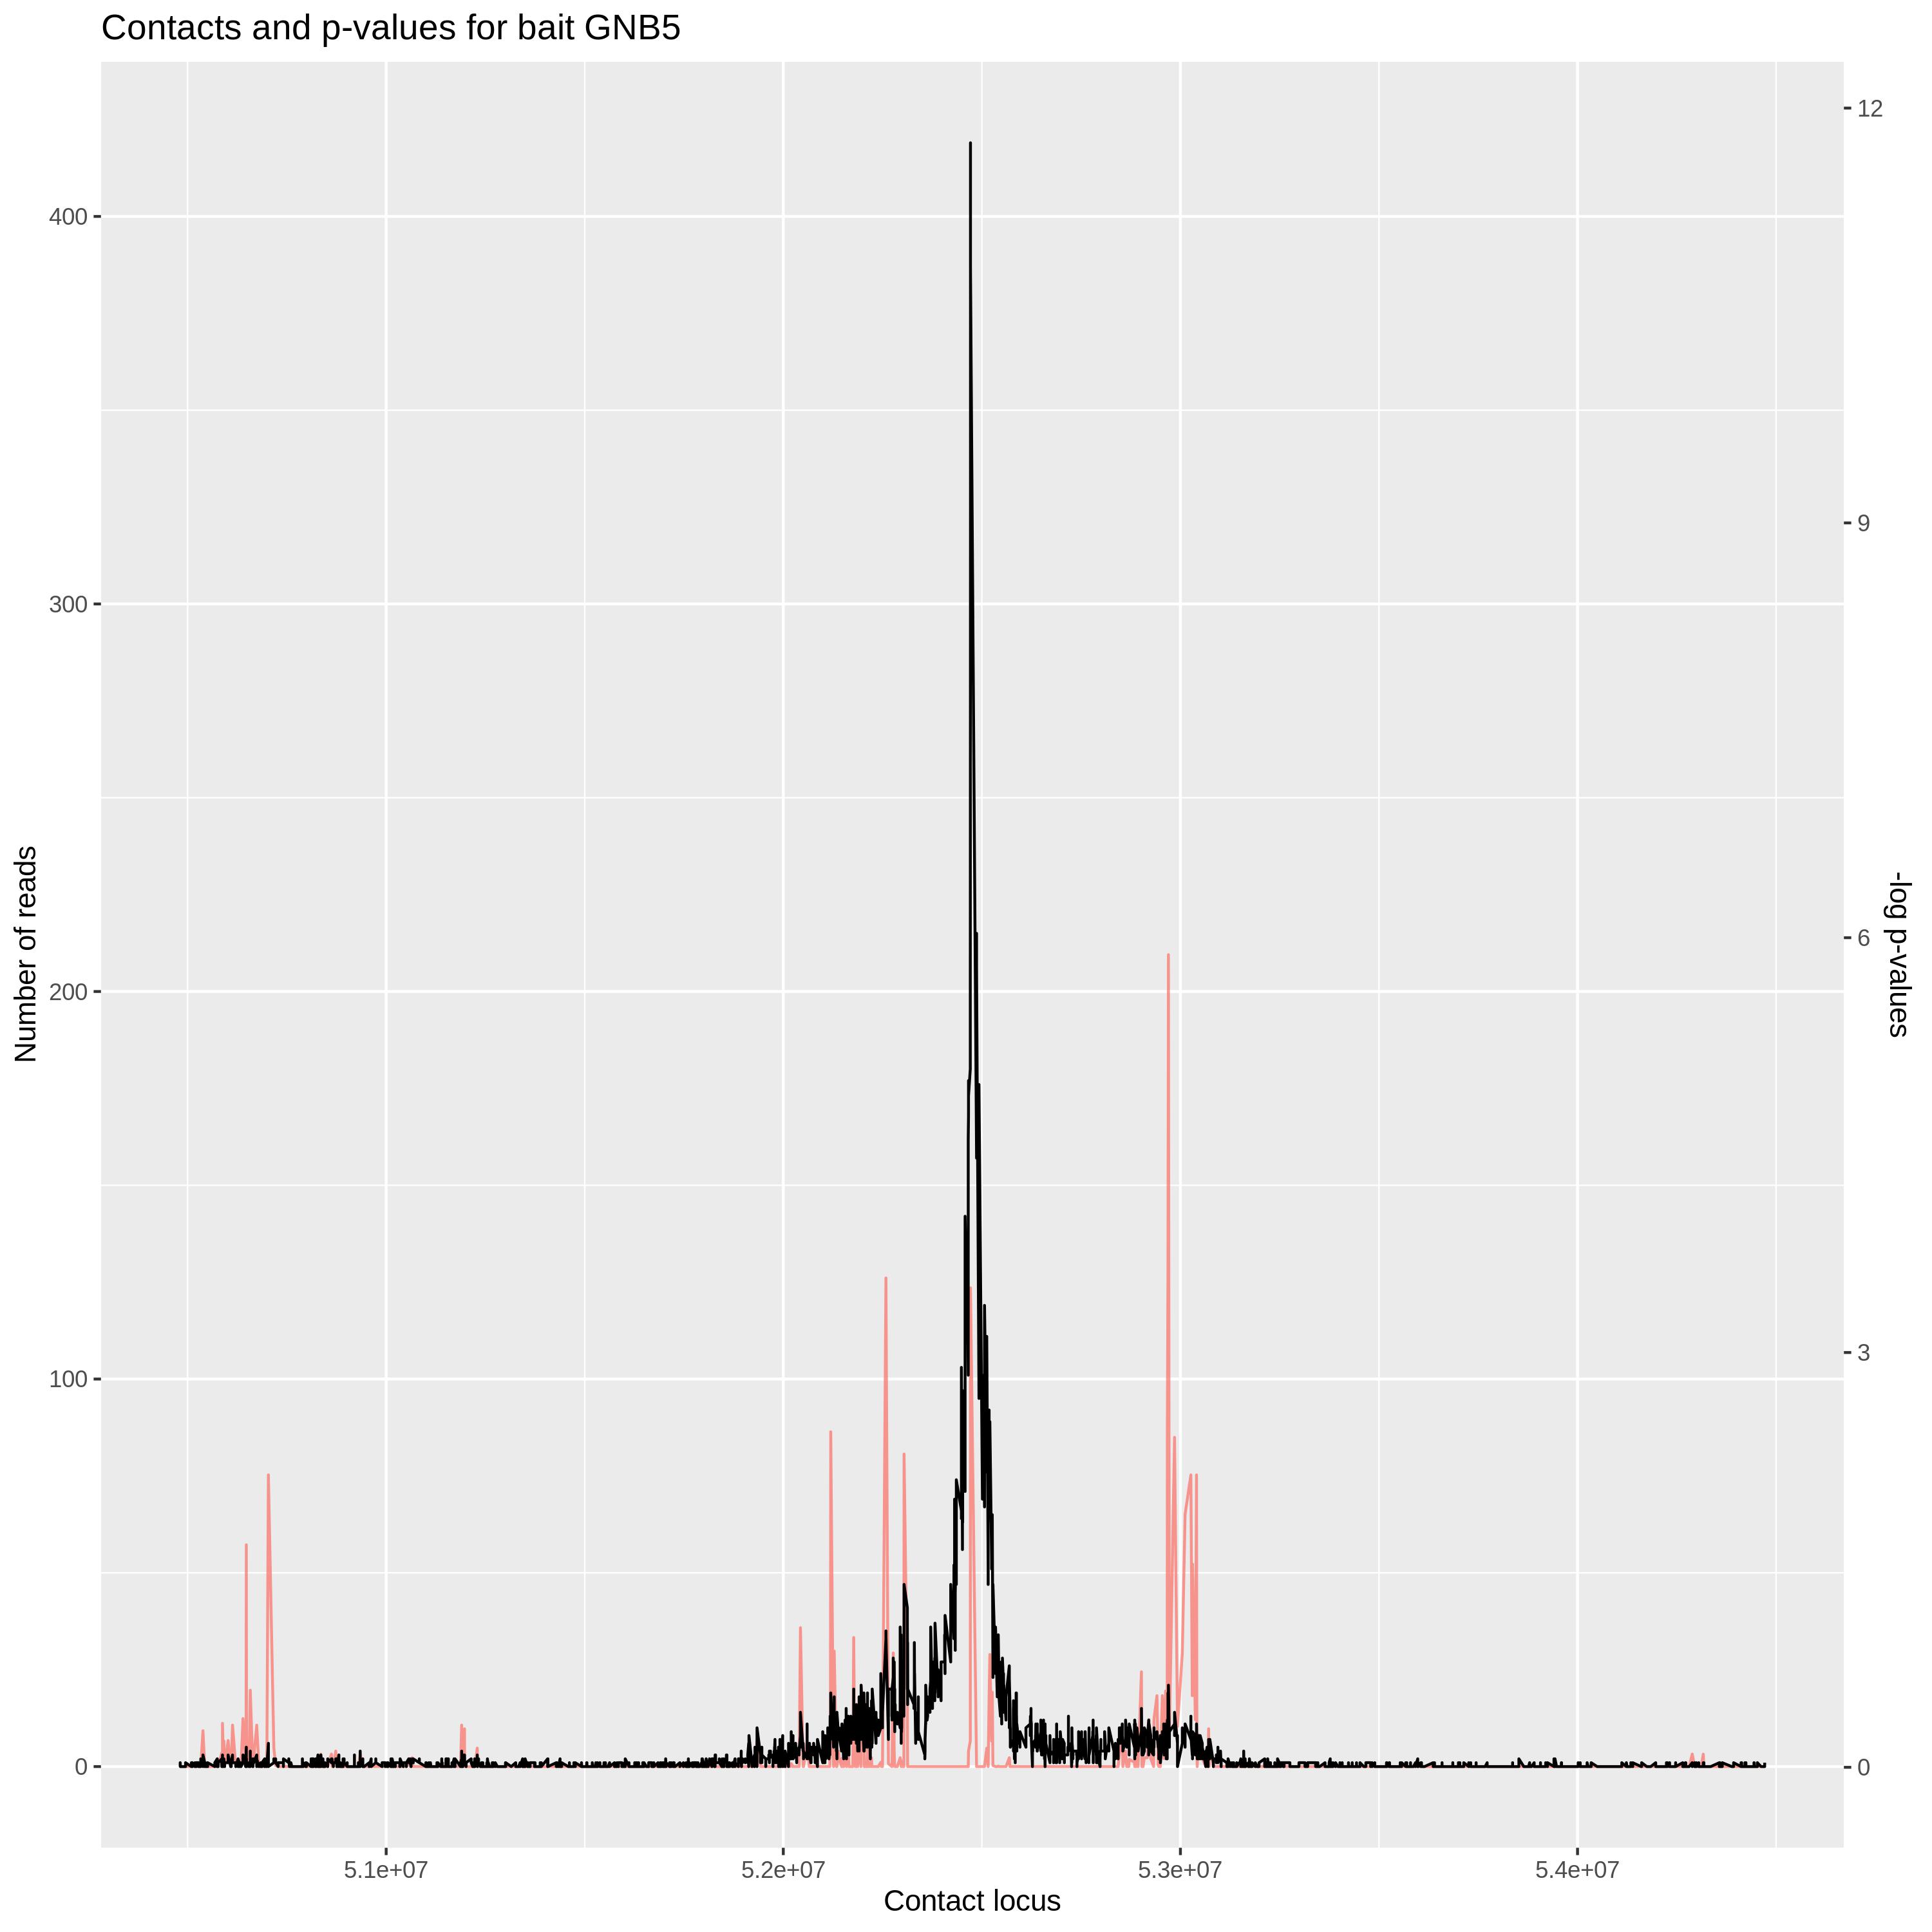 Contacts and p-values for bait GNB5
400
300
200
100
0
Number of reads
12
9
6
3
0
-log p-values
5.1e+07
5.2e+07
5.3e+07
5.4e+07
Contact locus